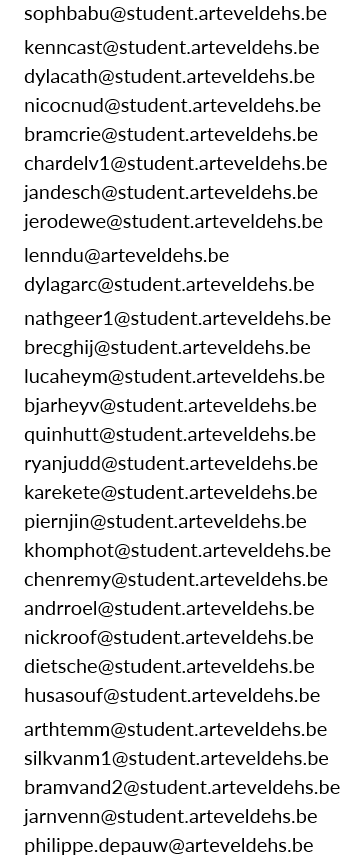 sophbabu@student.arteveldehs.be
kenncast@student.arteveldehs.be
dylacath@student.arteveldehs.be
nicocnud@student.arteveldehs.be
bramcrie@student.arteveldehs.be
chardelv1@student.arteveldehs.be
jandesch@student.arteveldehs.be
jerodewe@student.arteveldehs.be
lenndu@arteveldehs.be
dylagarc@student.arteveldehs.be
nathgeer1@student.arteveldehs.be
brecghij@student.arteveldehs.be
lucaheym@student.arteveldehs.be
bjarheyv@student.arteveldehs.be
quinhutt@student.arteveldehs.be
ryanjudd@student.arteveldehs.be
karekete@student.arteveldehs.be
piernjin@student.arteveldehs.be
khomphot@student.arteveldehs.be
chenremy@student.arteveldehs.be
andrroel@student.arteveldehs.be
nickroof@student.arteveldehs.be
dietsche@student.arteveldehs.be
husasouf@student.arteveldehs.be
arthtemm@student.arteveldehs.be
silkvanm1@student.arteveldehs.be
bramvand2@student.arteveldehs.be
jarnvenn@student.arteveldehs.be
philippe.depauw@arteveldehs.be